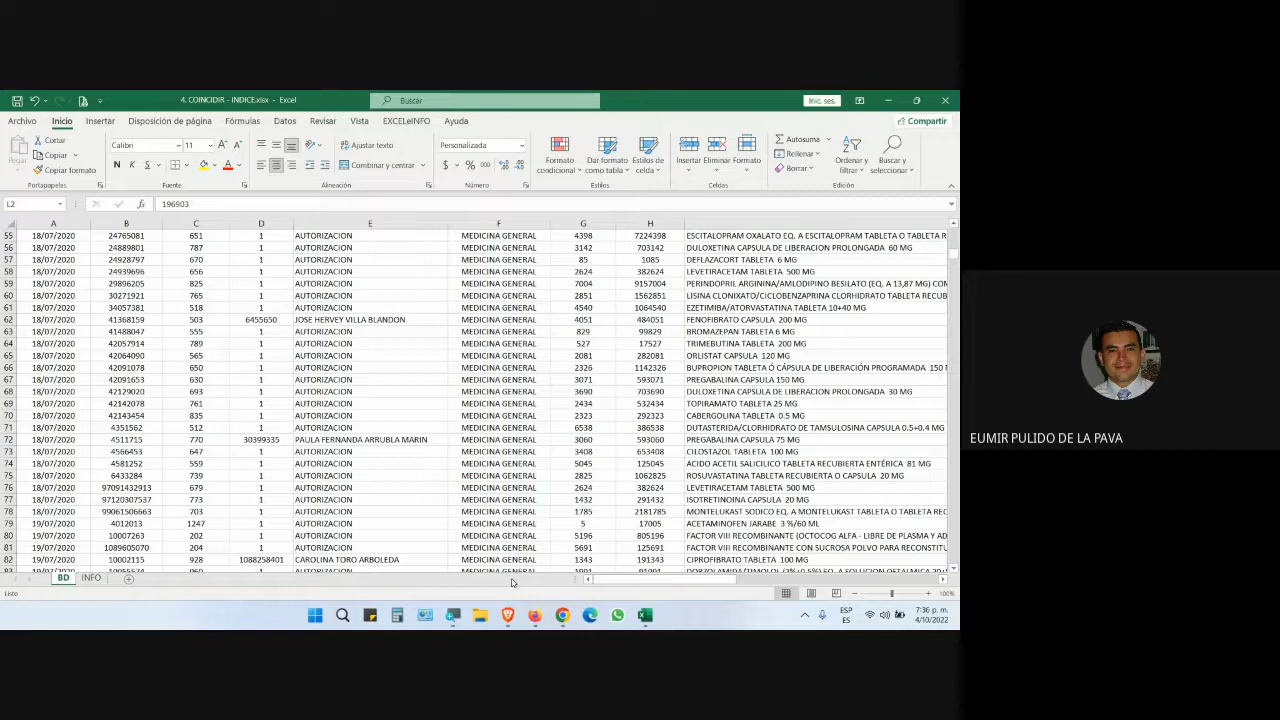 4. COINCIDIR - INDICE.xlsx - Excel
Buscar
Inic. ses.
Archivo Inicio Insertar Disposición de página Fórmulas Datos Revisar Vista EXCELeINFO Ayuda
Compartir
Pegar
Cortar
Copiar
Copiar formato
Portapapeles
Calibri 11
N K S
Fuente
Ajustar texto
Combinar y centrar
Alineación
Personalizada
$ % 000
Número
Formato condicional
Dar formato como tabla
Estilos de celda
Estilos
Insertar Eliminar Formato
Celdas
Autosuma
Rellenar
Borrar
Ordenar y filtrar
Buscar y seleccionar
Edición
L2 fx 196903
A B C D E F G H
55 18/07/2020 24765081 651 1 AUTORIZACION MEDICINA GENERAL 4398 7224398 ESCITALOPRAM OXALATO EQ. A ESCITALOPRAM TABLETA O TABLETA R
56 18/07/2020 24889801 787 1 AUTORIZACION MEDICINA GENERAL 3142 703142 DULOXETINA CAPSULA DE LIBERACION PROLONGADA 60 MG
57 18/07/2020 24928797 670 1 AUTORIZACION MEDICINA GENERAL 85 1085 DEFLAZACORT TABLETA 6 MG
58 18/07/2020 24939696 656 1 AUTORIZACION MEDICINA GENERAL 2624 382624 LEVETIRACETAM TABLETA 500 MG
59 18/07/2020 29896205 825 1 AUTORIZACION MEDICINA GENERAL 7004 9157004 PERINDOPRIL ARGININA/AMLODIPINO BESILATO (EQ. A 13,87 MG) COM
60 18/07/2020 30271921 765 1 AUTORIZACION MEDICINA GENERAL 2851 1562851 LISINA CLONIXATO/CICLOBENZAPRINA CLORHIDRATO TABLETA RECUB
61 18/07/2020 34057381 518 1 AUTORIZACION MEDICINA GENERAL 4540 1064540 EZETIMIBA/ATORVASTATINA TABLETA 10+40 MG
62 18/07/2020 41368159 503 6455650 JOSE HERVEY VILLA BLANDON MEDICINA GENERAL 4051 484051 FENOFIBRATO CAPSULA 200 MG
63 18/07/2020 41488047 555 1 AUTORIZACION MEDICINA GENERAL 829 99829 BROMAZEPAN TABLETA 6 MG
64 18/07/2020 42057914 789 1 AUTORIZACION MEDICINA GENERAL 527 17527 TRIMEBUTINA TABLETA 200 MG
65 18/07/2020 42064090 565 1 AUTORIZACION MEDICINA GENERAL 2081 282081 ORLISTAT CAPSULA 120 MG
66 18/07/2020 42091078 650 1 AUTORIZACION MEDICINA GENERAL 2326 1142326 BUPROPION TABLETA Ó CÁPSULA DE LIBERACIÓN PROGRAMADA 150 M
67 18/07/2020 42091653 630 1 AUTORIZACION MEDICINA GENERAL 3071 593071 PREGABALINA CAPSULA 150 MG
68 18/07/2020 42129020 693 1 AUTORIZACION MEDICINA GENERAL 3690 703690 DULOXETINA CAPSULA DE LIBERACION PROLONGADA 30 MG
69 18/07/2020 42142078 761 1 AUTORIZACION MEDICINA GENERAL 2434 532434 TOPIRAMATO TABLETA 25 MG
70 18/07/2020 42143454 835 1 AUTORIZACION MEDICINA GENERAL 2323 292323 CABERGOLINA TABLETA 0.5 MG
71 18/07/2020 4351562 512 1 AUTORIZACION MEDICINA GENERAL 6538 386538 DUTASTERIDA/CLORHIDRATO DE TAMSULOSINA CAPSULA 0.5+0.4 MG
72 18/07/2020 4511715 770 30399335 PAULA FERNANDA ARRUBLA MARIN MEDICINA GENERAL 3060 593060 PREGABALINA CAPSULA 75 MG
73 18/07/2020 4566453 647 1 AUTORIZACION MEDICINA GENERAL 3408 653408 CILOSTAZOL TABLETA 100 MG
74 18/07/2020 4581252 559 1 AUTORIZACION MEDICINA GENERAL 5045 125045 ACIDO ACETIL SALICILICO TABLETA RECUBIERTA ENTÉRICA 81 MG
75 18/07/2020 6433284 739 1 AUTORIZACION MEDICINA GENERAL 2825 1062825 ROSUVASTATINA TABLETA RECUBIERTA O CAPSULA 20 MG
76 18/07/2020 97091432913 679 1 AUTORIZACION MEDICINA GENERAL 2624 382624 LEVETIRACETAM TABLETA 500 MG
77 18/07/2020 97120307537 773 1 AUTORIZACION MEDICINA GENERAL 1432 291432 ISOTRETINOINA CAPSULA 20 MG
78 18/07/2020 99061506663 703 1 AUTORIZACION MEDICINA GENERAL 1785 2181785 MONTELUKAST SODICO EQ. A MONTELUKAST TABLETA O TABLETA REC
79 19/07/2020 4012013 1247 1 AUTORIZACION MEDICINA GENERAL 5 17005 ACETAMINOFEN JARABE 3 %/60 ML
80 19/07/2020 10007263 202 1 AUTORIZACION MEDICINA GENERAL 5196 805196 FACTOR VIII RECOMBINANTE (OCTOCOG ALFA - LIBRE DE PLASMA Y AD
81 19/07/2020 1089605070 204 1 AUTORIZACION MEDICINA GENERAL 5691 125691 FACTOR VIII RECOMBINANTE CON SUCROSA POLVO PARA RECONSTIT
82 19/07/2020 10002115 928 1088258401 CAROLINA TORO ARBOLEDA MEDICINA GENERAL 1343 191343 CIPROFIBRATO TABLETA 100 MG
BD INFO
Listo
100%
ESP
ES
7:36 p. m.
4/10/2022
EUMIR PULIDO DE LA PAVA